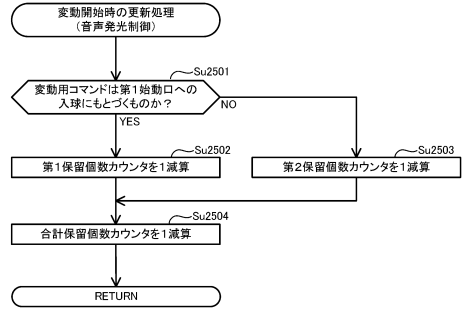 変動開始時の更新処理
（音声発光制御）
Su2501
変動用コマンドは第１始動口への
入球にもとづくものか？
NO
YES
Su2502
第１保留個数カウンタを１減算
Su2503
第２保留個数カウンタを１減算
Su2504
合計保留個数カウンタを１減算
RETURN